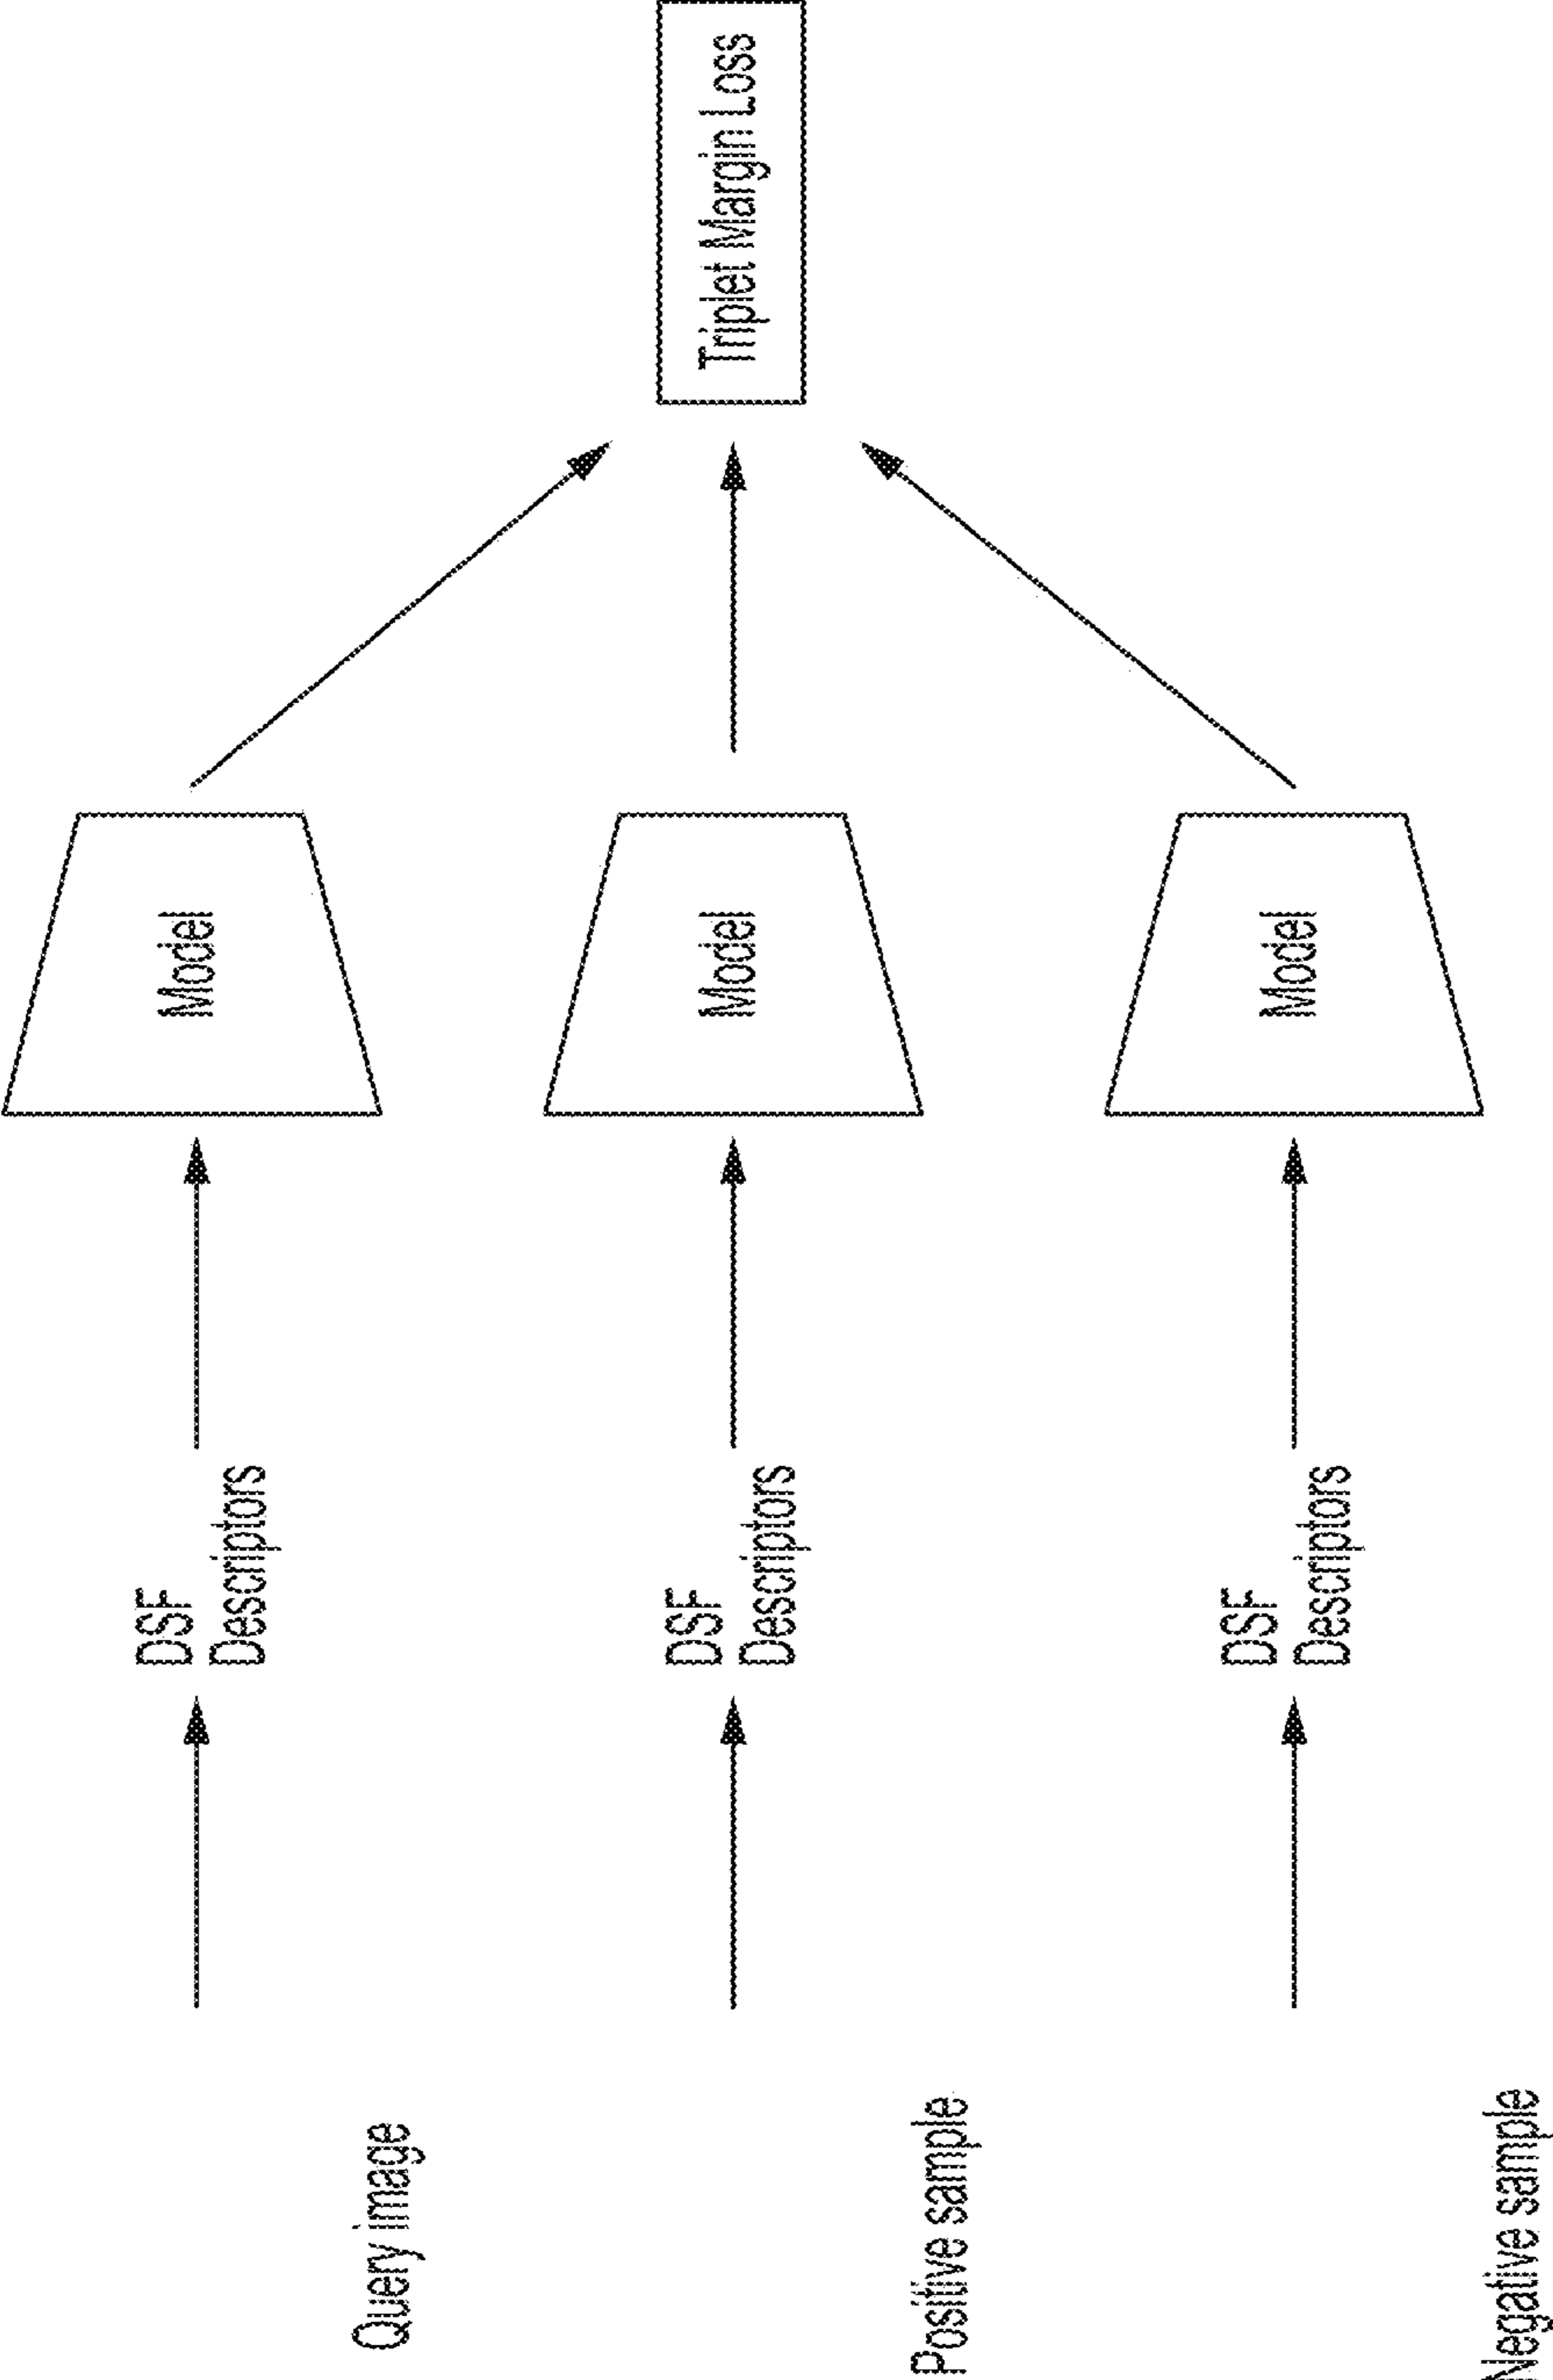 Query image
DSF
Descriptors
Model
Positive sample
DSF
Descriptors
Model
Triplet Margin Loss
Negative sample
DSF
Descriptors
Model